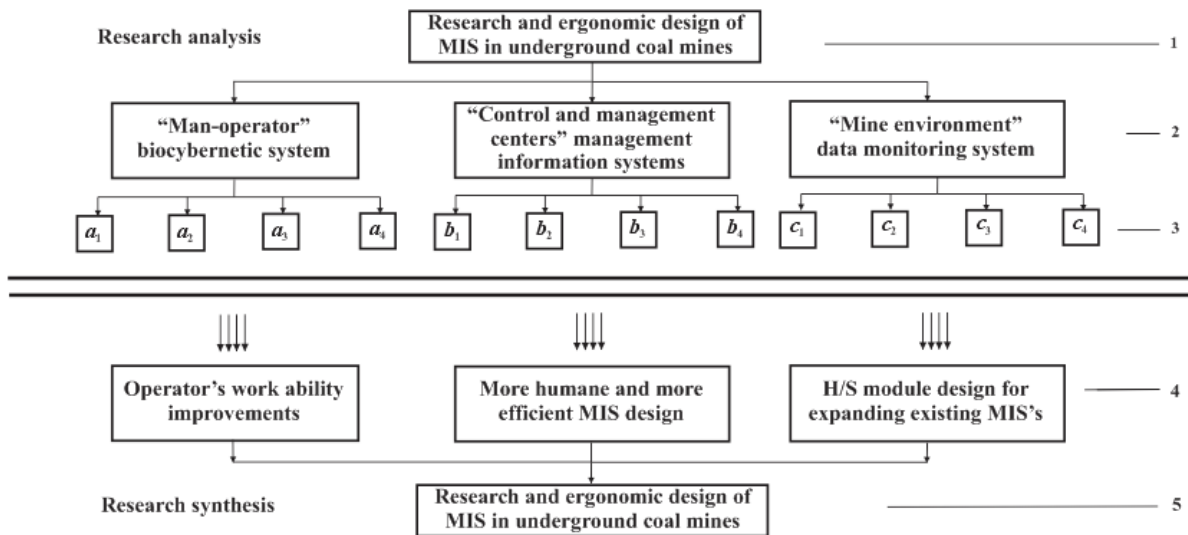 Research analysis
Research and ergonomic design of
MIS in underground coal mines
1
“Man-operator”
biocybernetic system
“Control and management
centers” management
information systems
“Mine environment”
data monitoring system
2
a₁ a₂ a₃ a₄ b₁ b₂ b₃ b₄ c₁ c₂ c₃ c₄
3
Operator’s work ability
improvements
More humane and more
efficient MIS design
H/S module design for
expanding existing MIS’s
4
Research synthesis
Research and ergonomic design of
MIS in underground coal mines
5